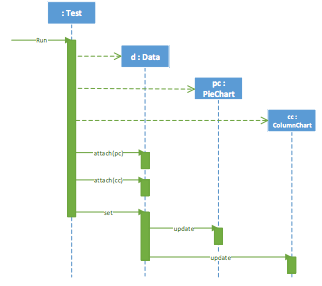 : Test
Run
d : Data
pc :
PieChart
cc :
ColumnChart
attach(pc)
attach(cc)
set
update
update